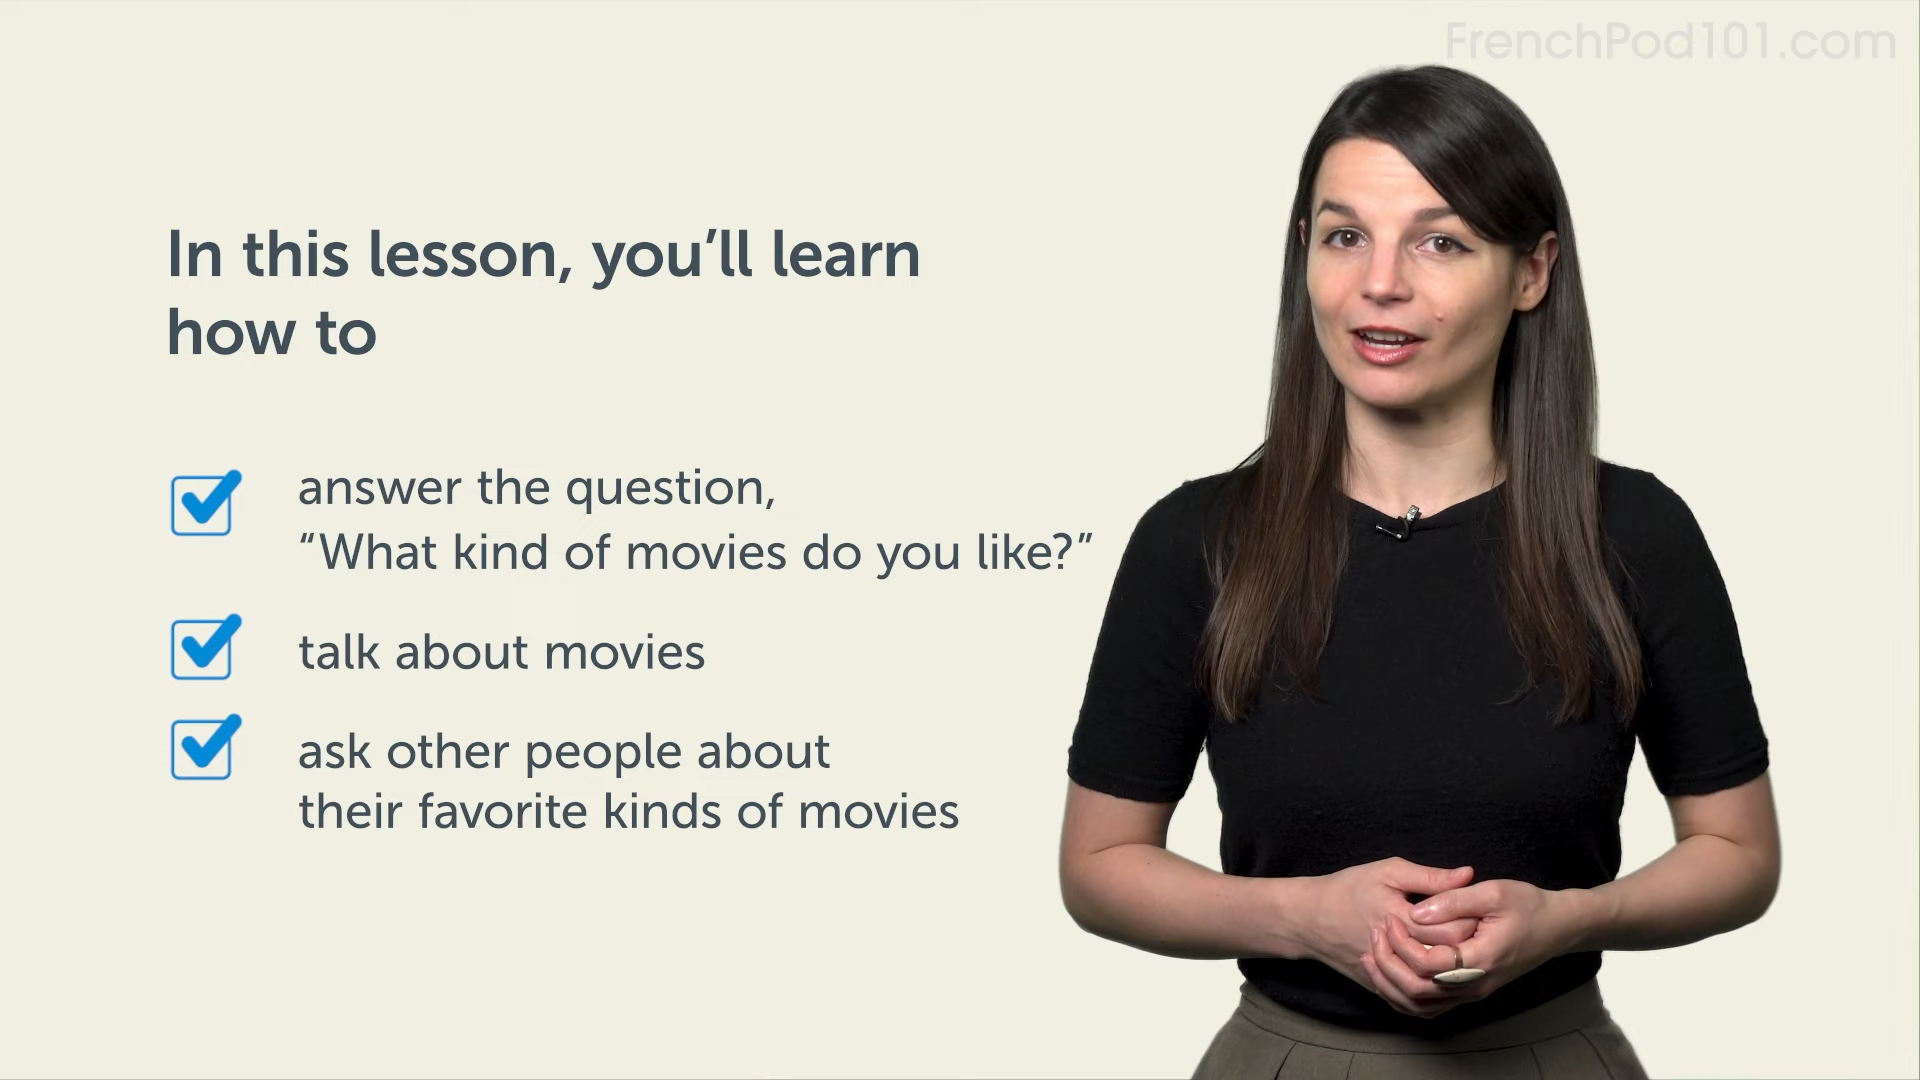 FrenchPod101.com
In this lesson, you’ll learn
how to
answer the question,
“What kind of movies do you like?”
talk about movies
ask other people about
their favorite kinds of movies